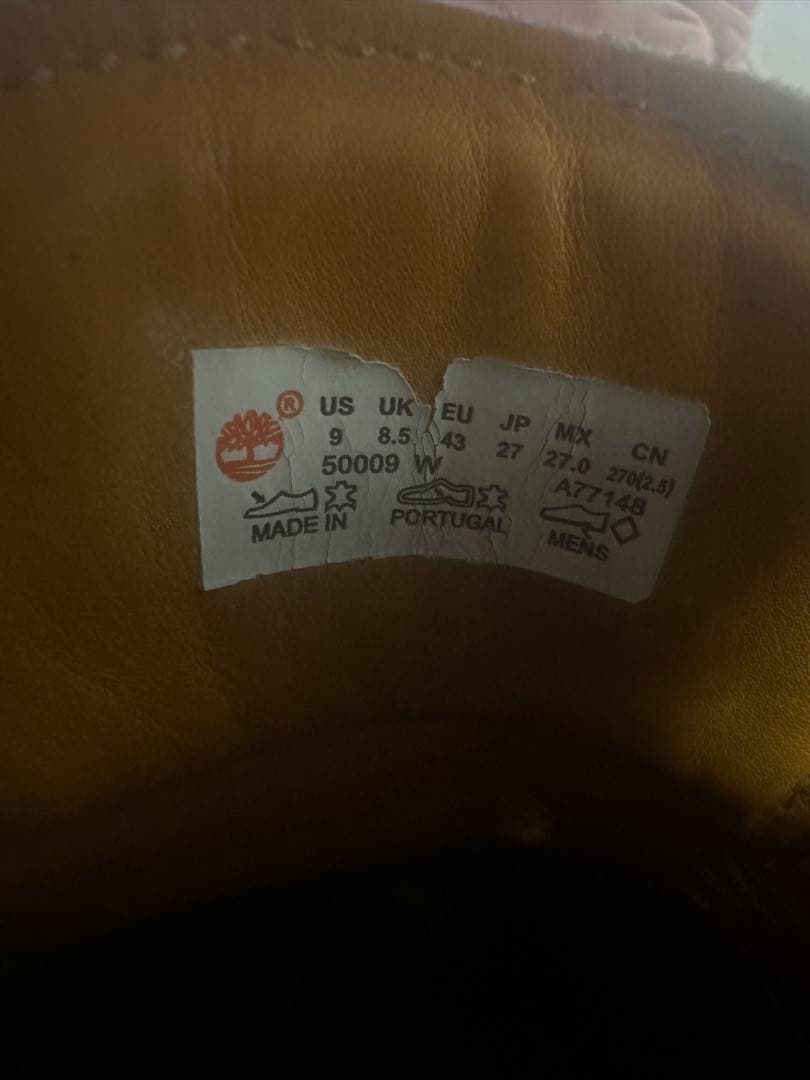 ® US UK EU JP MX CN
9 8.5 43 27 27.0 270(2.5)
50009 W A77148
MADE IN PORTUGAL MENS